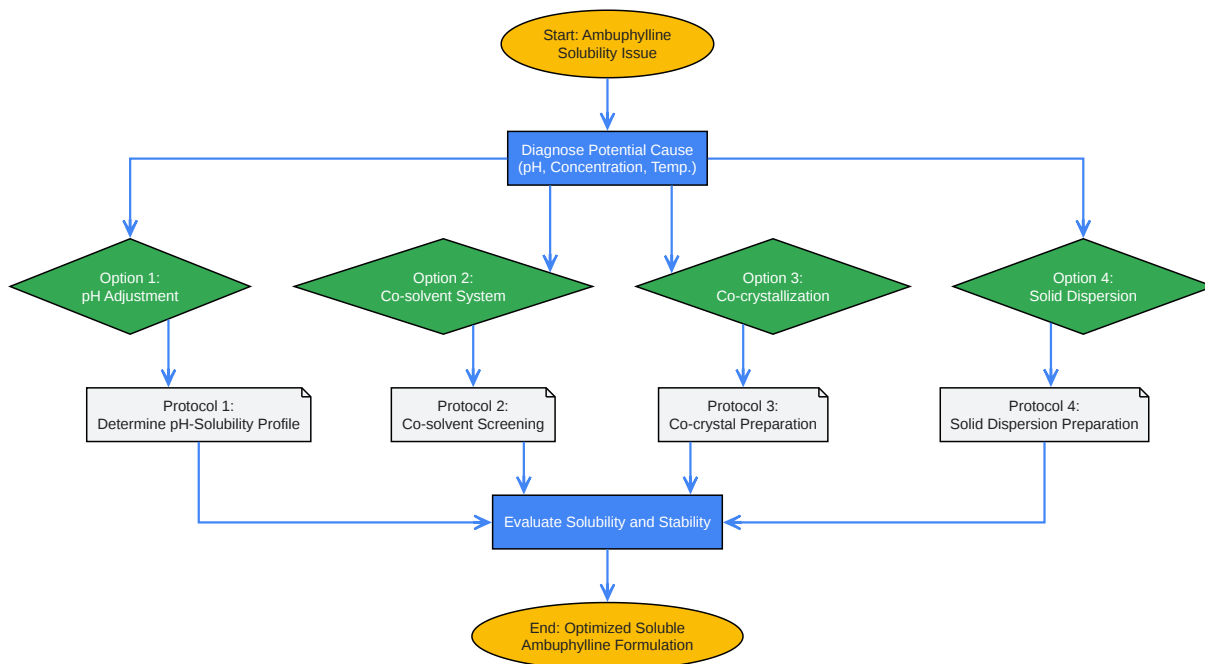 Start: Ambuphylline
Solubility Issue
Diagnose Potential Cause
(pH, Concentration, Temp.)
Option 1:
pH Adjustment
Option 2:
Co-solvent System
Option 3:
Co-crystallization
Option 4:
Solid Dispersion
Protocol 1:
Determine pH-Solubility Profile
Protocol 2:
Co-solvent Screening
Protocol 3:
Co-crystal Preparation
Protocol 4:
Solid Dispersion Preparation
Evaluate Solubility and Stability
End: Optimized Soluble
Ambuphylline Formulation